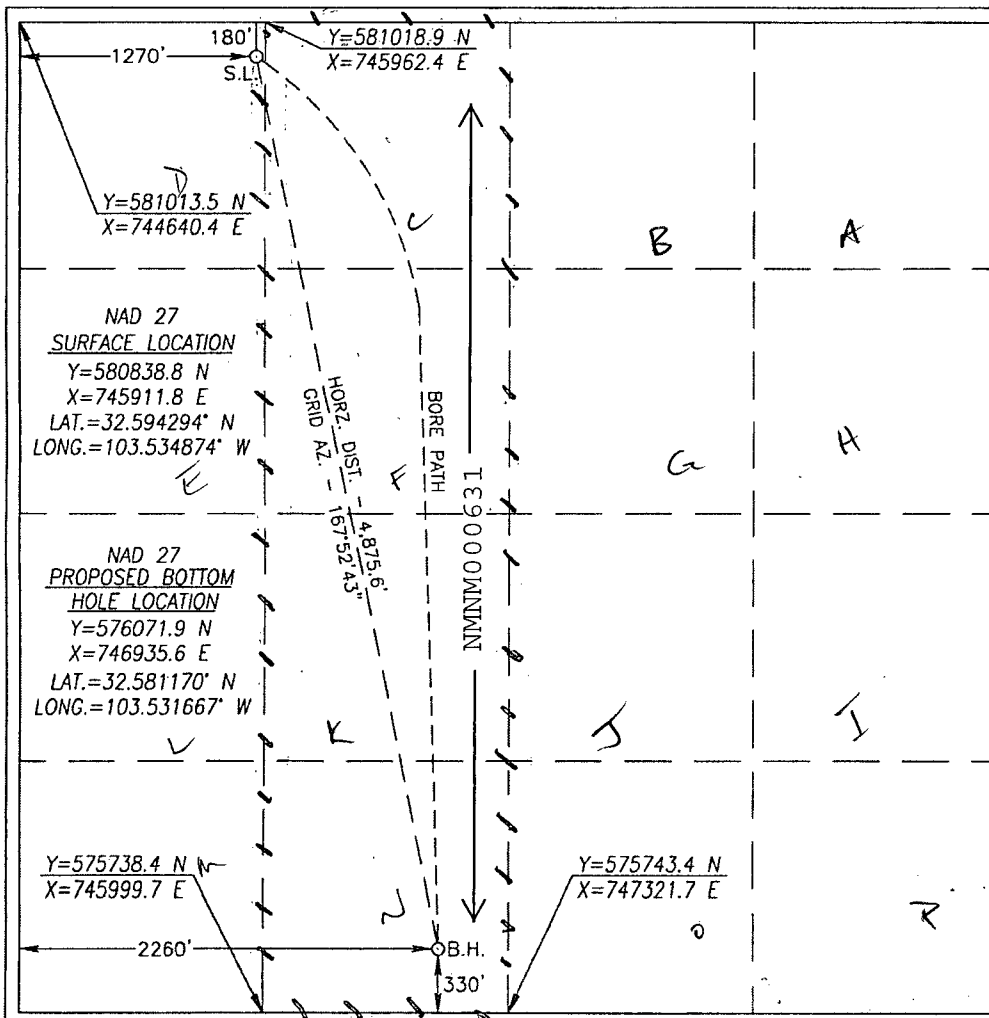 180'
Y=581018.9 N
X=745962.4 E
1270'
S.L.
D
Y=581013.5 N
X=744640.4 E
C
B
A
NAD 27
SURFACE LOCATION
Y=580838.8 N
X=745911.8 E
LAT.=32.594294° N
LONG.=103.534874° W
HORZ. DIST. - 4,875.6'
GRID AZ. - 167°52'43"
BORE PATH
NMNM000631
E
F
G
H
NAD 27
PROPOSED BOTTOM
HOLE LOCATION
Y=576071.9 N
X=746935.6 E
LAT.=32.581170° N
LONG.=103.531667° W
L
K
J
I
Y=575738.4 N
X=745999.7 E
M
N
Y=575743.4 N
X=747321.7 E
O
P
2260'
B.H.
330'